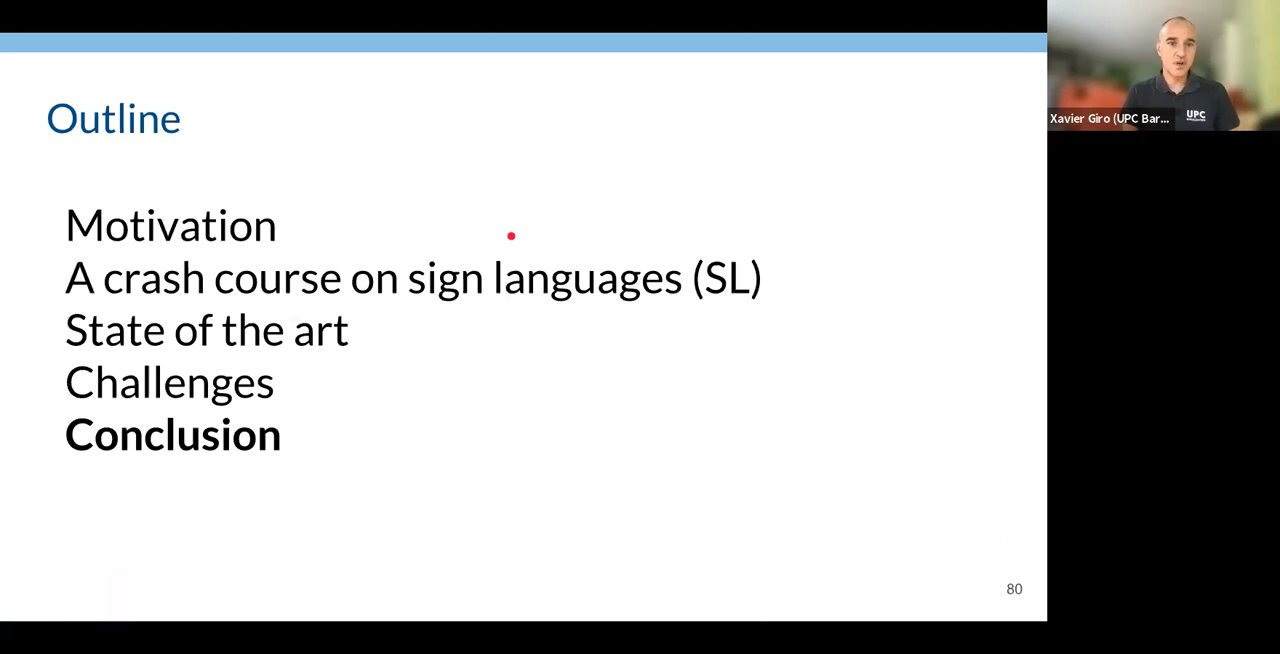 Outline
Motivation
A crash course on sign languages (SL)
State of the art
Challenges
Conclusion
80
Xavier Giro (UPC Bar...
UPC